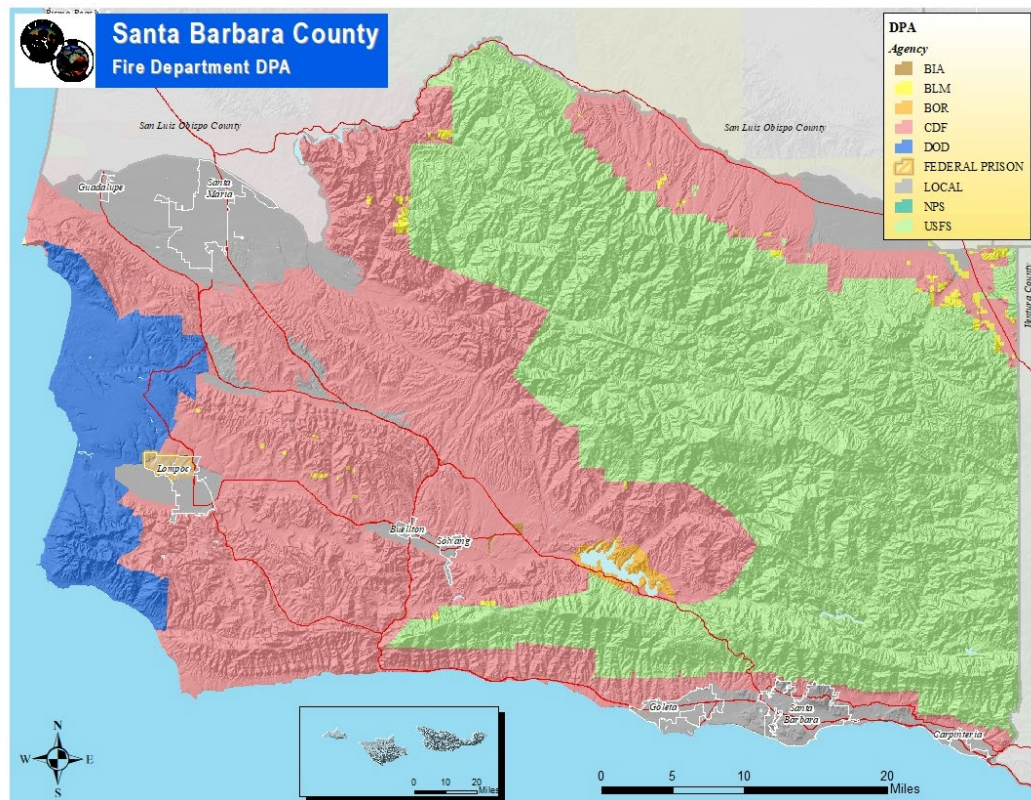 Santa Barbara County
Fire Department DPA
San Luis Obispo County
San Luis Obispo County
DPA
Agency
BIA
BLM
BOR
CDF
DOD
FEDERAL PRISON
LOCAL
NPS
USFS
Guadalupe
Santa
Maria
Ventura County
Lompoc
Buellton
Solvang
Goleta
Santa
Barbara
Carpinteria
N
W E
S
0 10 20
Miles
0 5 10 20
Miles